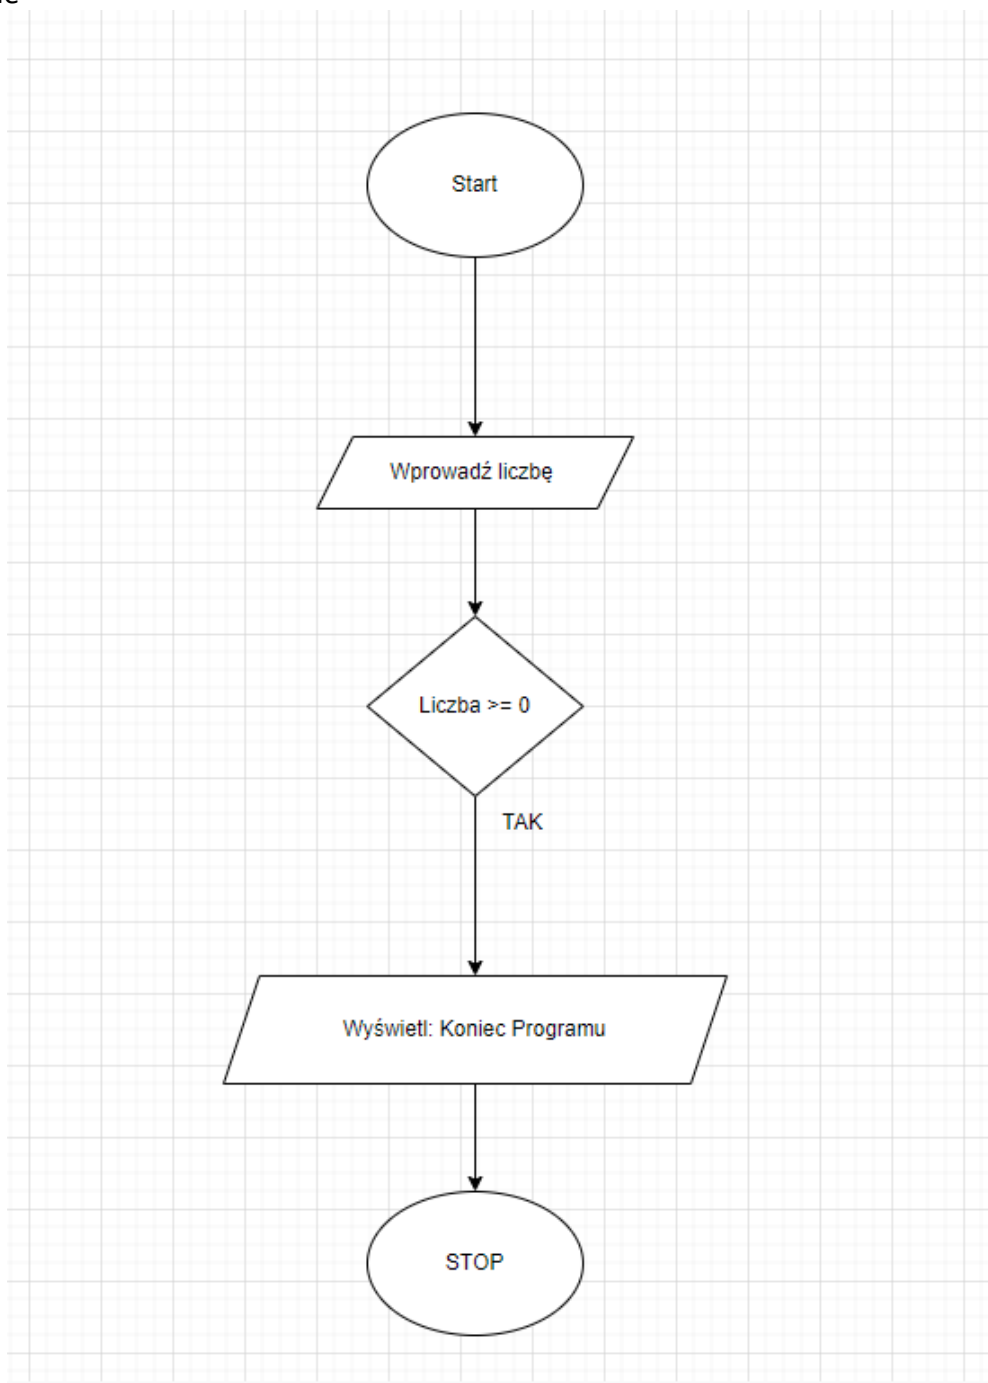 Start
Wprowadź liczbę
Liczba >= 0
TAK
Wyświetl: Koniec Programu
STOP